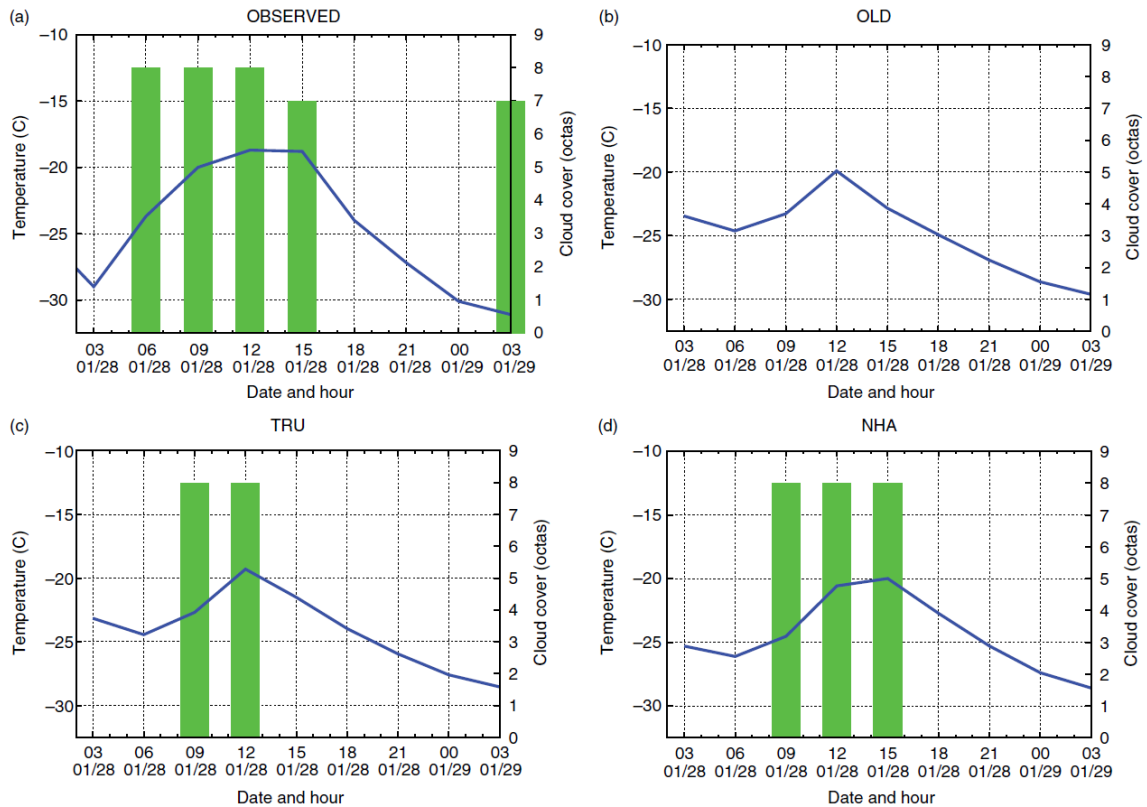 (a) OBSERVED
−10
−15
−20
−25
−30
Temperature (C)
9
8
7
6
5
4
3
2
1
0
Cloud cover (octas)
03 06 09 12 15 18 21 00 03
01/28 01/28 01/28 01/28 01/28 01/28 01/28 01/29 01/29
Date and hour
(b) OLD
−10
−15
−20
−25
−30
Temperature (C)
9
8
7
6
5
4
3
2
1
0
Cloud cover (octas)
03 06 09 12 15 18 21 00 03
01/28 01/28 01/28 01/28 01/28 01/28 01/28 01/29 01/29
Date and hour
(c) TRU
−10
−15
−20
−25
−30
Temperature (C)
9
8
7
6
5
4
3
2
1
0
Cloud cover (octas)
03 06 09 12 15 18 21 00 03
01/28 01/28 01/28 01/28 01/28 01/28 01/28 01/29 01/29
Date and hour
(d) NHA
−10
−15
−20
−25
−30
Temperature (C)
9
8
7
6
5
4
3
2
1
0
Cloud cover (octas)
03 06 09 12 15 18 21 00 03
01/28 01/28 01/28 01/28 01/28 01/28 01/28 01/29 01/29
Date and hour